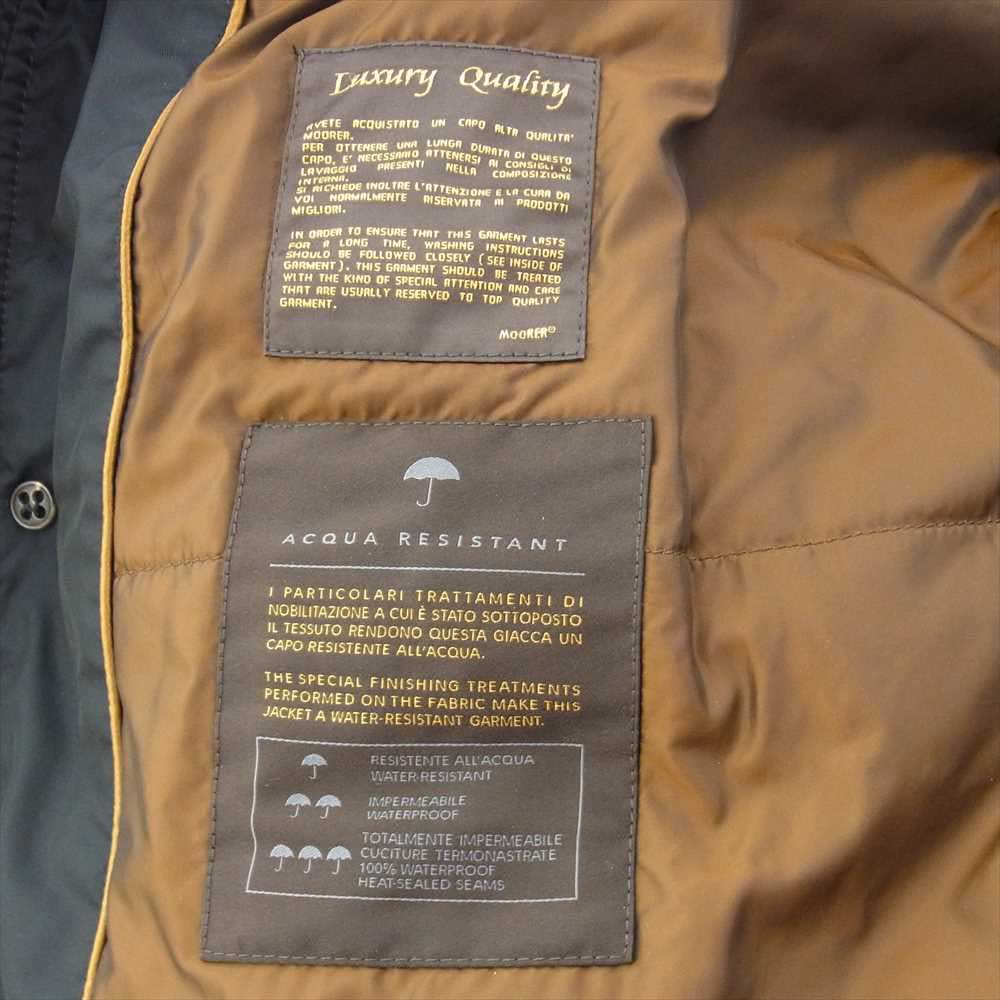 Luxury Quality
AVETE ACQUISTATO UN CAPO ALTA QUALITA'
MOORER.
PER OTTENERE UNA LUNGA DURATA DI QUESTO
CAPO, E' NECESSARIO ATTENERSI AI CONSIGLI DI
LAVAGGIO PRESENTI NELLA COMPOSIZIONE
INTERNA.
SI RICHIEDE INOLTRE L'ATTENZIONE E LA CURA DA
VOI NORMALMENTE RISERVATA AI PRODOTTI
MIGLIORI.
IN ORDER TO ENSURE THAT THIS GARMENT LASTS
FOR A LONG TIME, WASHING INSTRUCTIONS
SHOULD BE FOLLOWED CLOSELY (SEE INSIDE OF
GARMENT). THIS GARMENT SHOULD BE TREATED
WITH THE KIND OF SPECIAL ATTENTION AND CARE
THAT ARE USUALLY RESERVED TO TOP QUALITY
GARMENT.
MOORER®
ACQUA RESISTANT
I PARTICOLARI TRATTAMENTI DI
NOBILITAZIONE A CUI È STATO SOTTOPOSTO
IL TESSUTO RENDONO QUESTA GIACCA UN
CAPO RESISTENTE ALL'ACQUA.
THE SPECIAL FINISHING TREATMENTS
PERFORMED ON THE FABRIC MAKE THIS
JACKET A WATER-RESISTANT GARMENT.
RESISTENTE ALL'ACQUA
WATER-RESISTANT
IMPERMEABILE
WATERPROOF
TOTALMENTE IMPERMEABILE
CUCITURE TERMONASTRATE
100% WATERPROOF
HEAT-SEALED SEAMS